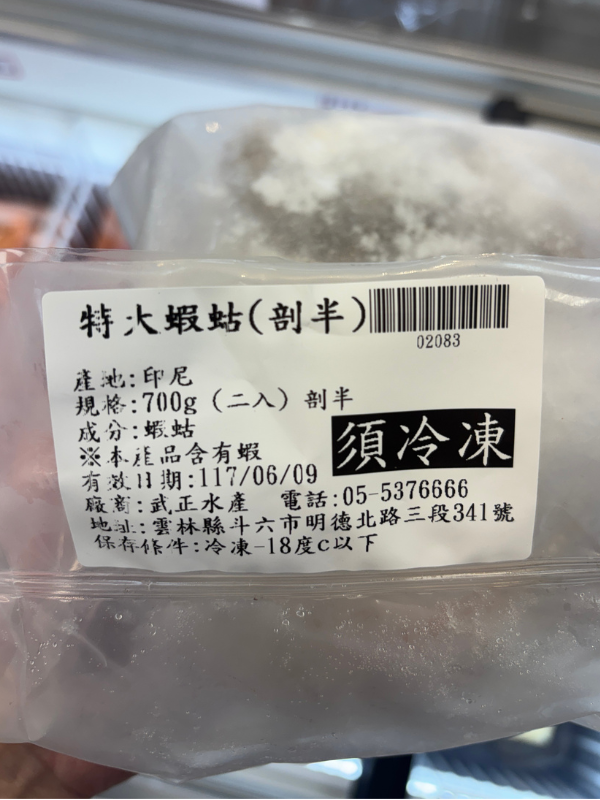 特大蝦蛄(剖半)
02083
產地:印尼
規格:700g (二入) 剖半
成分:蝦蛄
須冷凍
※本產品含有蝦
有效日期:117/06/09
廠商:武正水產 電話:05-5376666
地址:雲林縣斗六市明德北路三段341號
保存條件:冷凍-18度c以下